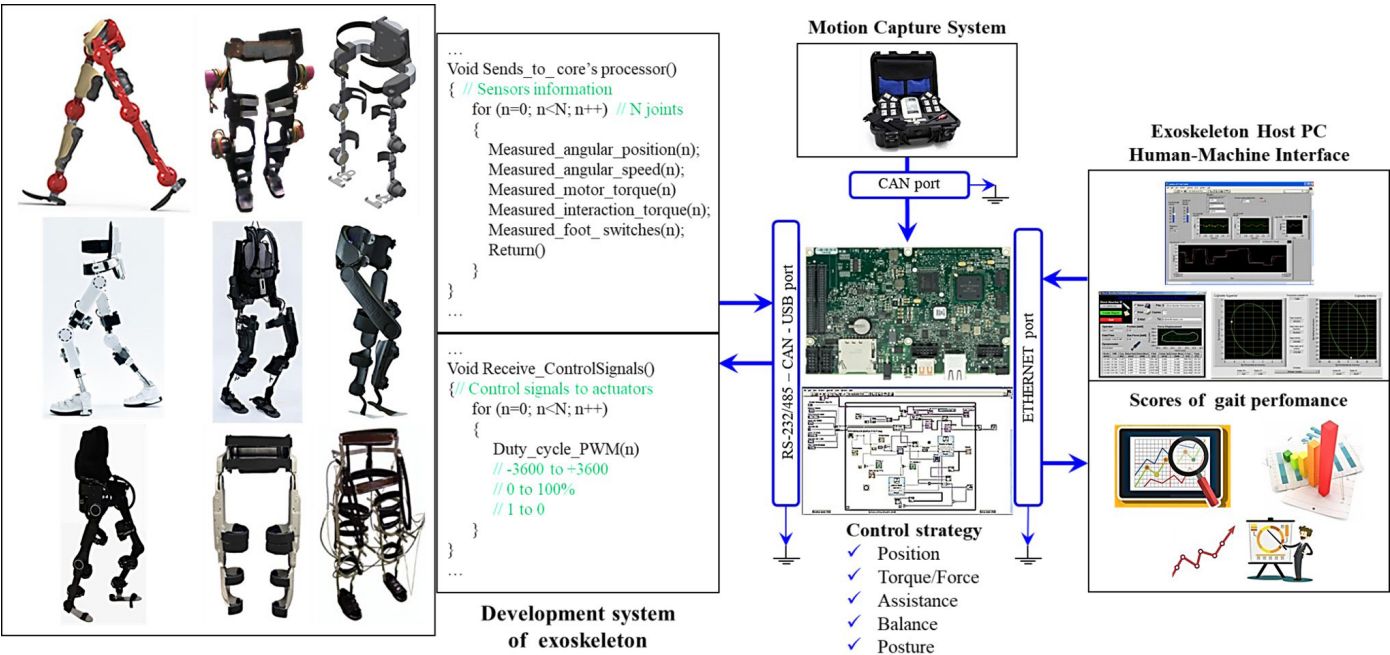 …
Void Sends_to_ core’s processor()
{ // Sensors information
for (n=0; n<N; n++) // N joints
{
Measured_angular_position(n);
Measured_angular_speed(n);
Measured_motor_torque(n)
Measured_interaction_torque(n);
Measured_foot_ switches(n);
Return()
}
}
…
…
Void Receive_ControlSignals()
{// Control signals to actuators
for (n=0; n<N; n++)
{
Duty_cycle_PWM(n)
// -3600 to +3600
// 0 to 100%
// 1 to 0
}
}
…
Development system
of exoskeleton
Motion Capture System
CAN port
RS-232/485 – CAN - USB port
ETHERNET port
Control strategy
✓ Position
✓ Torque/Force
✓ Assistance
✓ Balance
✓ Posture
Exoskeleton Host PC
Human-Machine Interface
Scores of gait perfomance